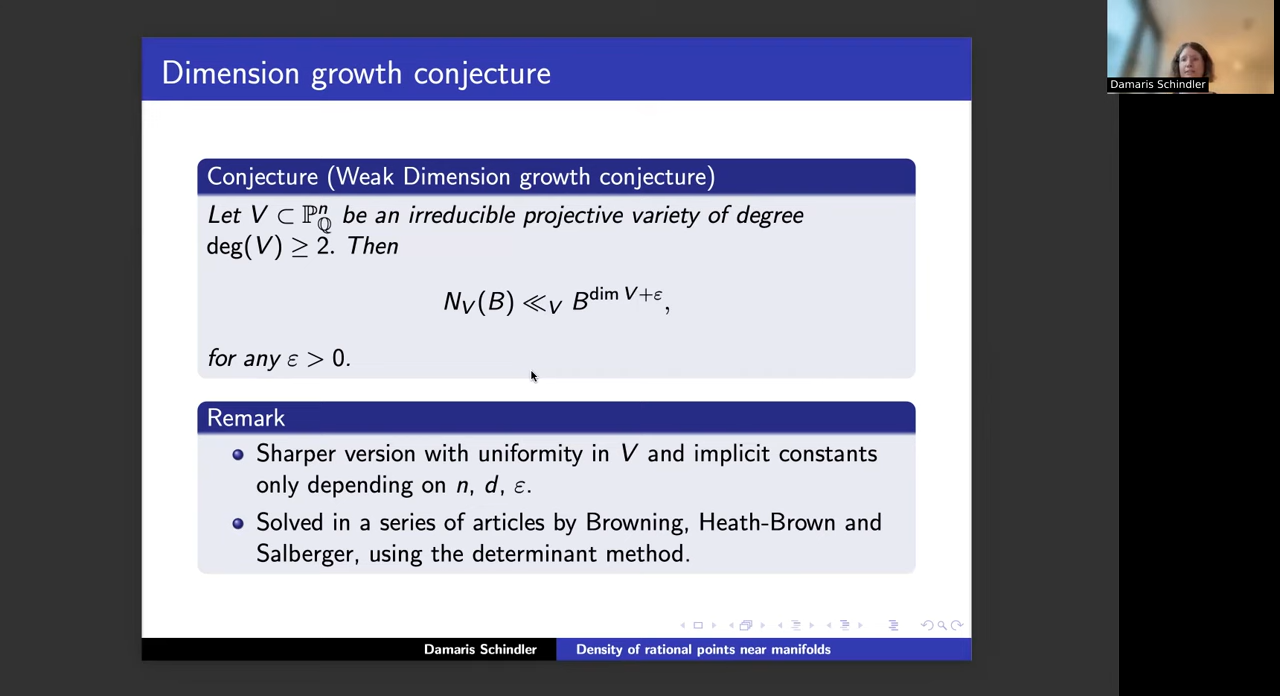 Dimension growth conjecture
Damaris Schindler
Conjecture (Weak Dimension growth conjecture)
Let V ⊂ ℙⁿ_ℚ be an irreducible projective variety of degree
deg(V) ≥ 2. Then
N_V(B) ≪_V B^{dim V+ε},
for any ε > 0.
Remark
Sharper version with uniformity in V and implicit constants
only depending on n, d, ε.
Solved in a series of articles by Browning, Heath-Brown and
Salberger, using the determinant method.
Damaris Schindler
Density of rational points near manifolds